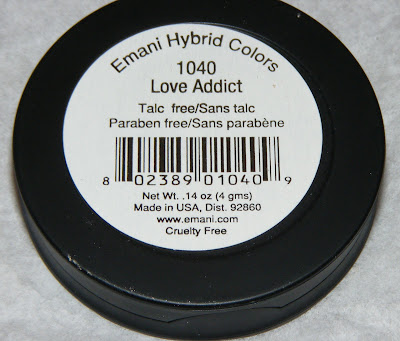 Emani Hybrid Colors
1040
Love Addict
Talc free/Sans talc
Paraben free/Sans parabène
8 02389 01040 9
Net Wt. .14 oz (4 gms)
Made in USA, Dist. 92860
www.emani.com
Cruelty Free